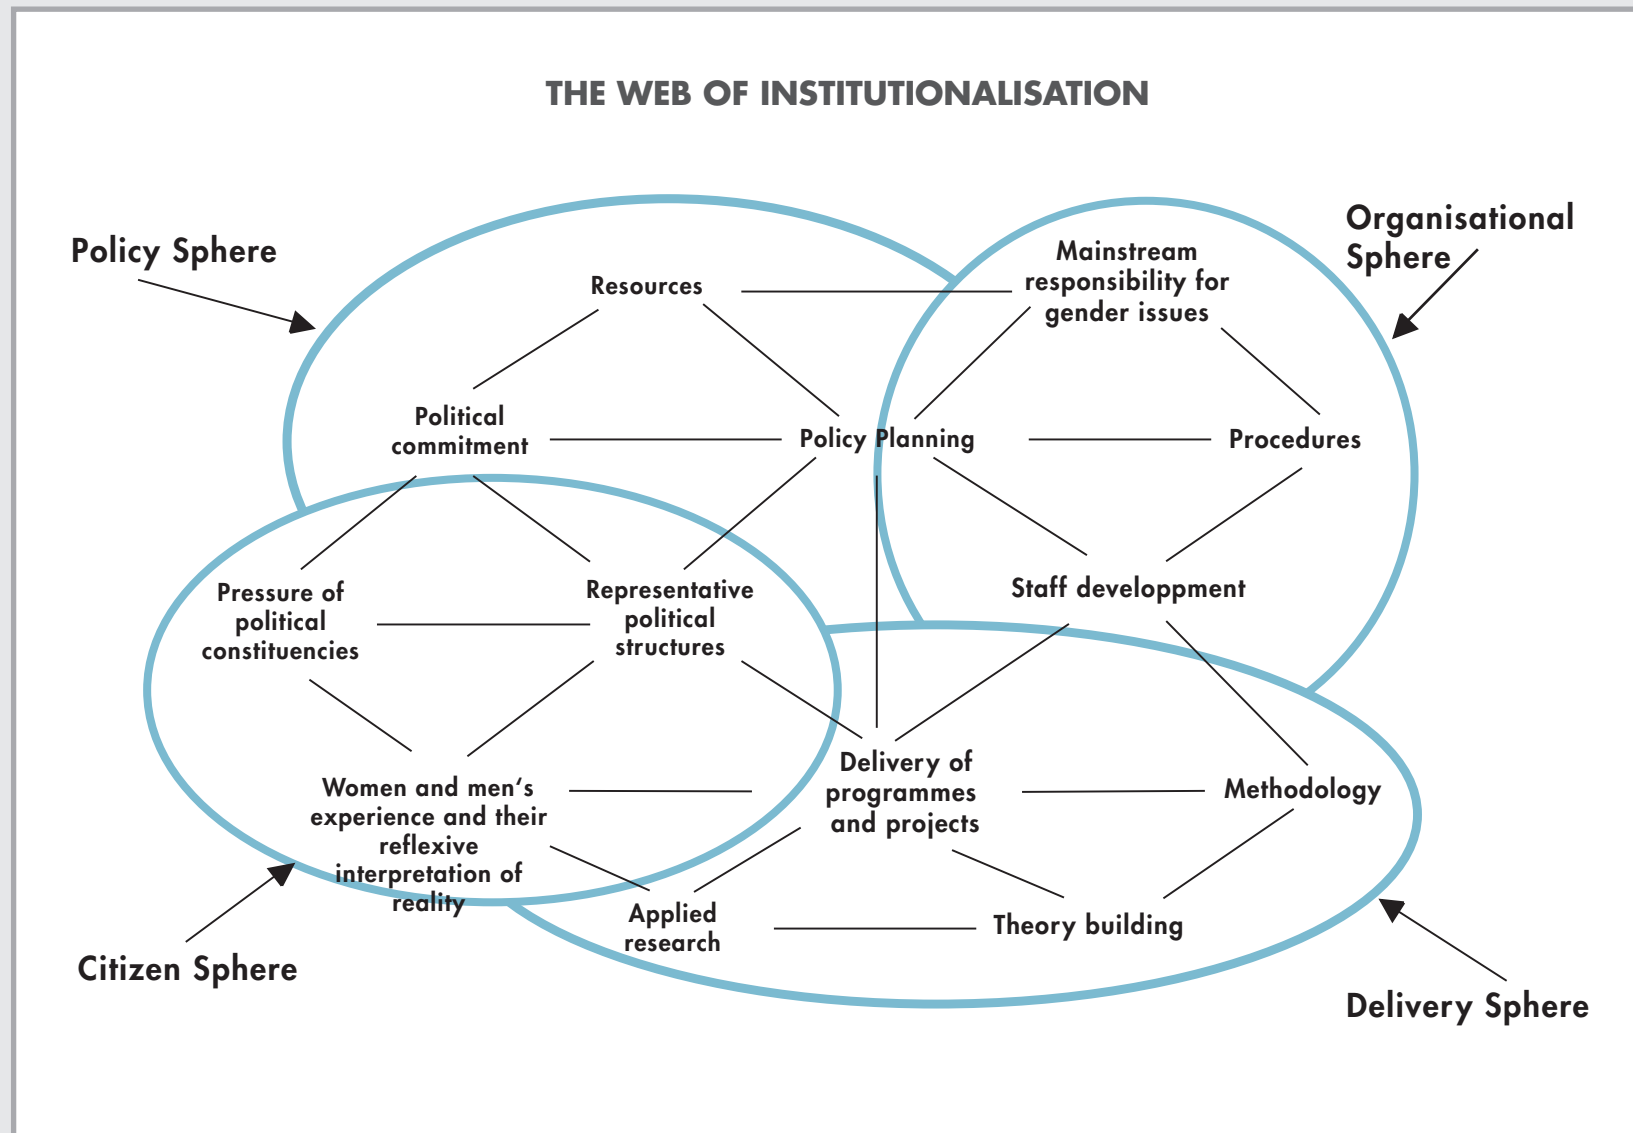 THE WEB OF INSTITUTIONALISATION
Policy Sphere
Organisational
Sphere
Resources
Mainstream
responsibility for
gender issues
Political
commitment
Policy Planning
Procedures
Pressure of
political
constituencies
Representative
political
structures
Staff developpment
Women and men‘s
experience and their
reflexive
interpretation of
reality
Delivery of
programmes
and projects
Methodology
Applied
research
Theory building
Citizen Sphere
Delivery Sphere